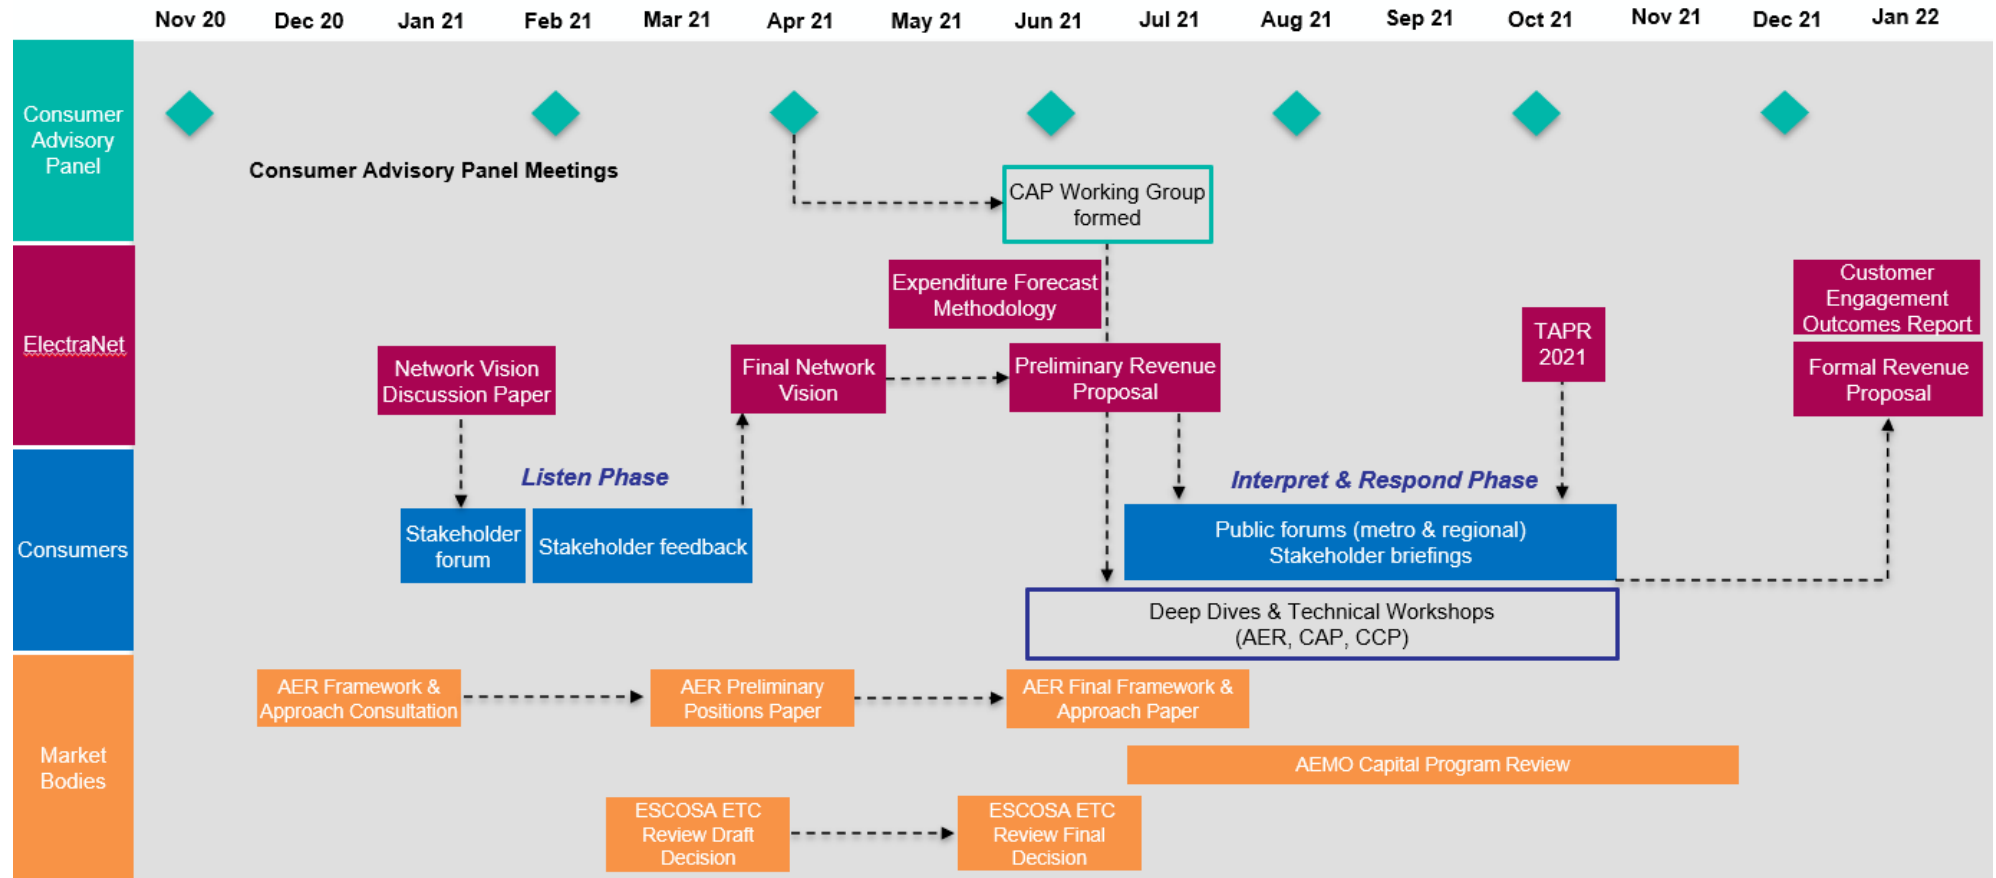 Nov 20
Dec 20
Jan 21
Feb 21
Mar 21
Apr 21
May 21
Jun 21
Jul 21
Aug 21
Sep 21
Oct 21
Nov 21
Dec 21
Jan 22
Consumer
Advisory
Panel
Consumer Advisory Panel Meetings
CAP Working Group
formed
ElectraNet
Expenditure Forecast
Methodology
Customer
Engagement
Outcomes Report
TAPR
2021
Network Vision
Discussion Paper
Final Network
Vision
Preliminary Revenue
Proposal
Formal Revenue
Proposal
Consumers
Listen Phase
Interpret & Respond Phase
Stakeholder
forum
Stakeholder feedback
Public forums (metro & regional)
Stakeholder briefings
Deep Dives & Technical Workshops
(AER, CAP, CCP)
Market
Bodies
AER Framework &
Approach Consultation
AER Preliminary
Positions Paper
AER Final Framework &
Approach Paper
AEMO Capital Program Review
ESCOSA ETC
Review Draft
Decision
ESCOSA ETC
Review Final
Decision